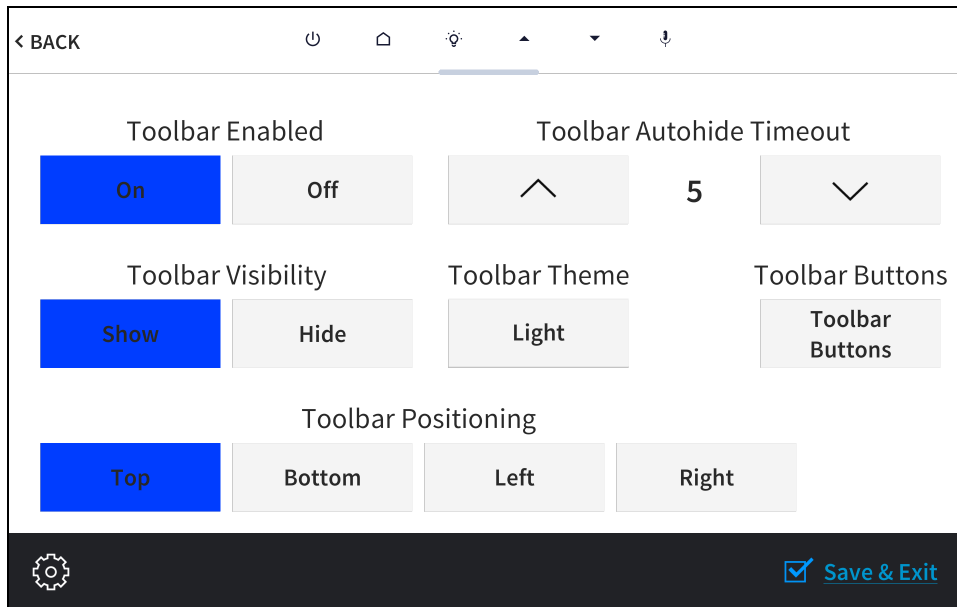 BACK
Toolbar Enabled
Toolbar Autohide Timeout
On
Off
5
Toolbar Visibility
Toolbar Theme
Toolbar Buttons
Show
Hide
Light
Toolbar
Buttons
Toolbar Positioning
Top
Bottom
Left
Right
Save & Exit